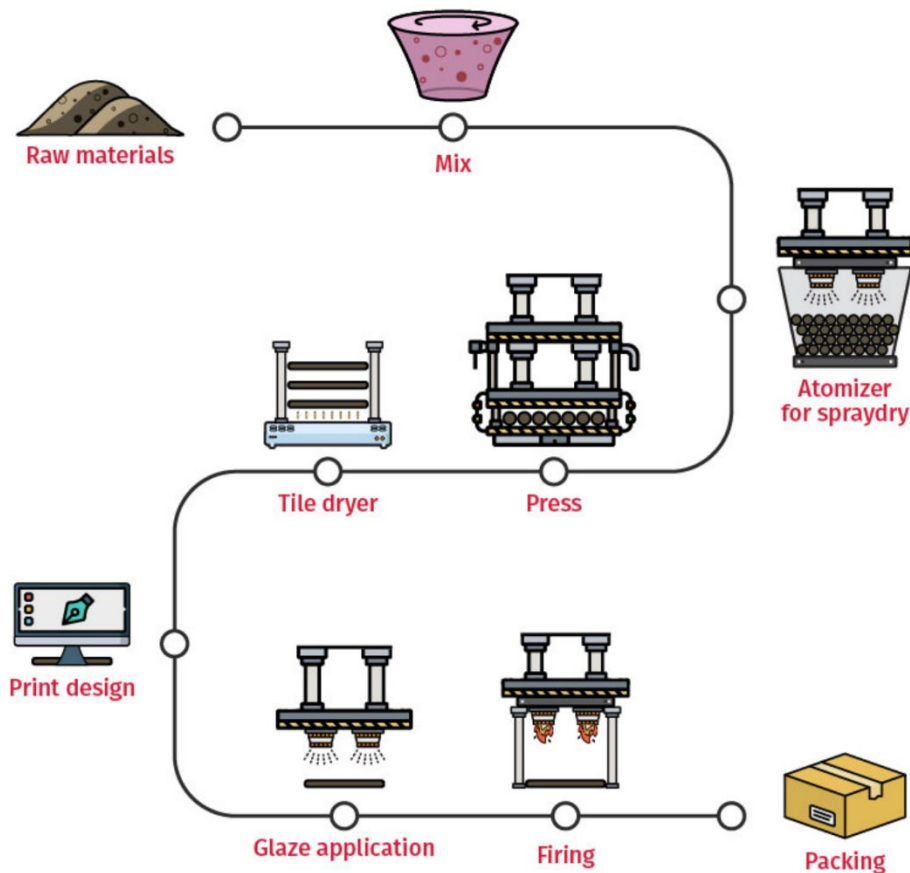 Raw materials
Mix
Atomizer
for spraydry
Press
Tile dryer
Print design
Glaze application
Firing
Packing